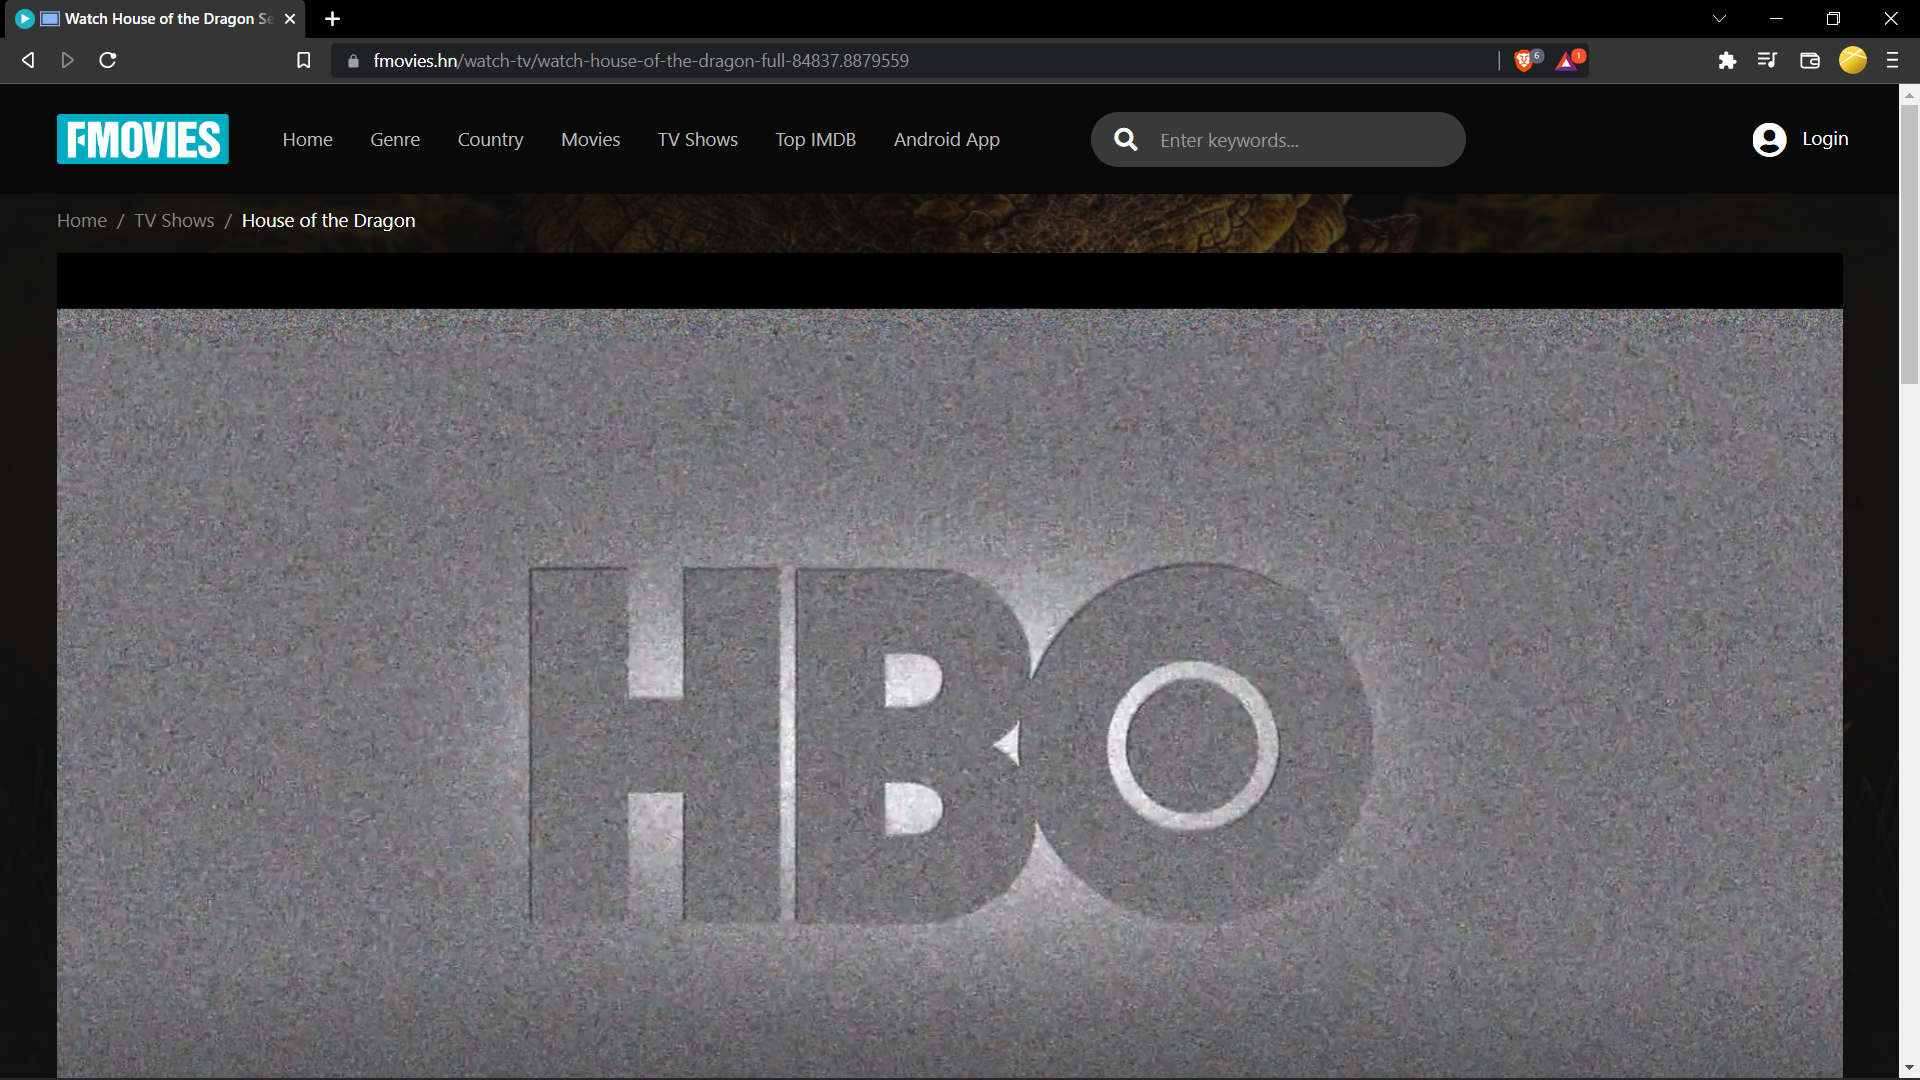 Watch House of the Dragon Se
fmovies.hn/watch-tv/watch-house-of-the-dragon-full-84837.8879559
6
1
FMOVIES
Home
Genre
Country
Movies
TV Shows
Top IMDB
Android App
Enter keywords...
Login
Home / TV Shows / House of the Dragon
HBO